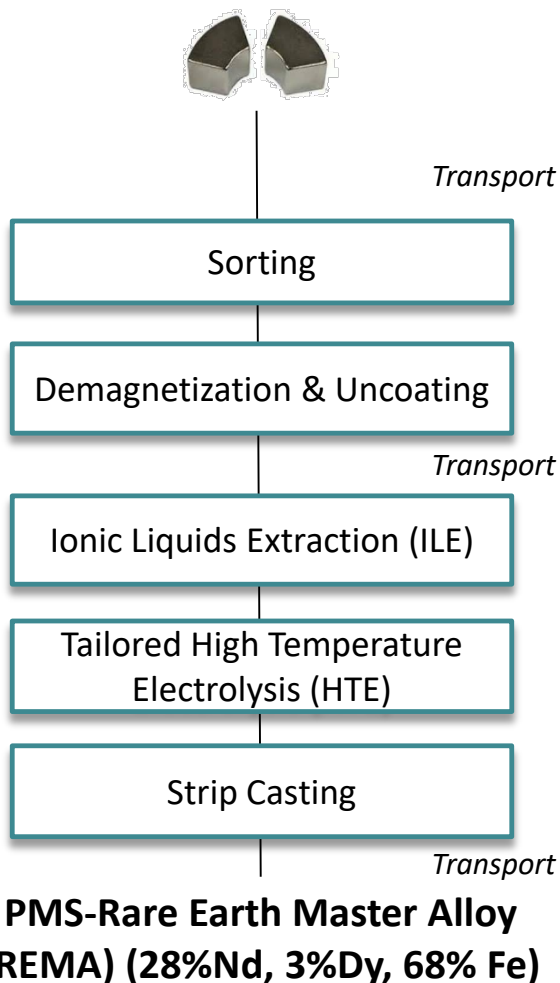 Transport
Sorting
Demagnetization & Uncoating
Transport
Ionic Liquids Extraction (ILE)
Tailored High Temperature
Electrolysis (HTE)
Strip Casting
Transport
PMS-Rare Earth Master Alloy
REMA) (28%Nd, 3%Dy, 68% Fe)